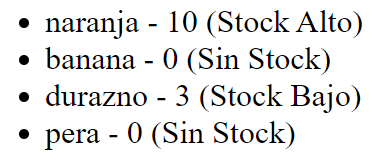 naranja - 10 (Stock Alto)
banana - 0 (Sin Stock)
durazno - 3 (Stock Bajo)
pera - 0 (Sin Stock)